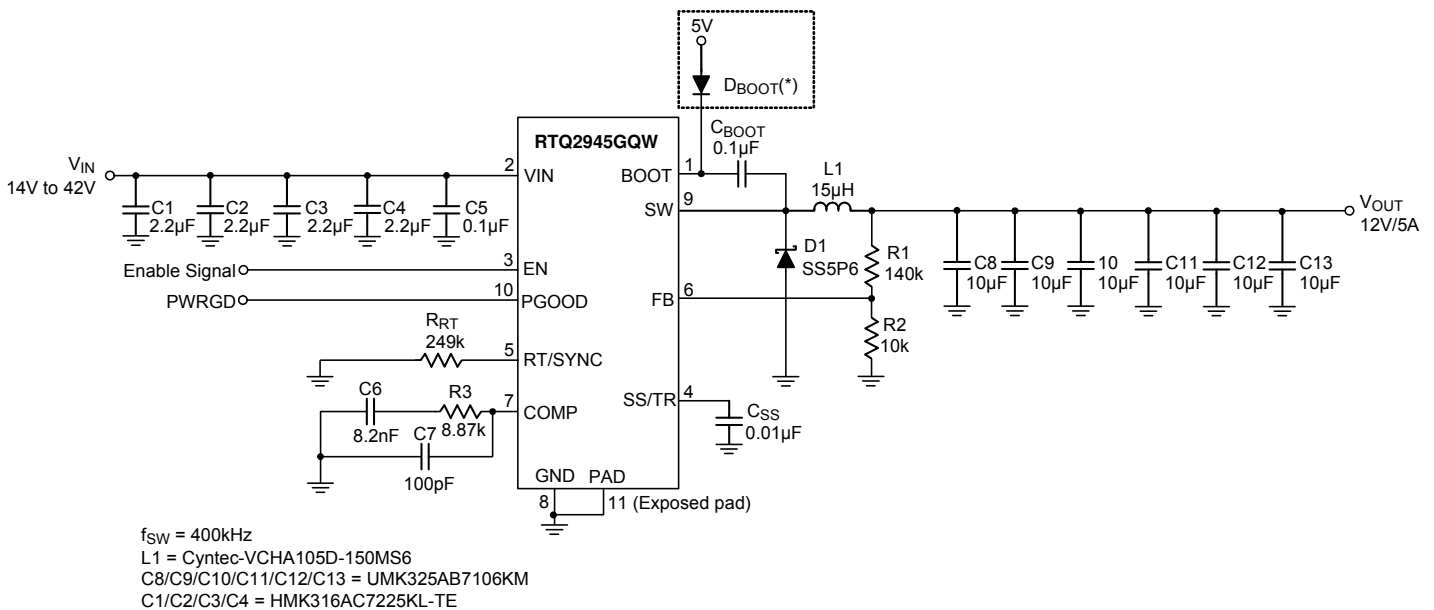 5V
DBOOT(*)
CBOOT
0.1µF
RTQ2945GQW
VIN
14V to 42V
2
VIN
BOOT
1
L1
15µH
SW
9
VOUT
12V/5A
C1
2.2µF
C2
2.2µF
C3
2.2µF
C4
2.2µF
C5
0.1µF
D1
SS5P6
R1
140k
C8
10µF
C9
10µF
10
10µF
C11
10µF
C12
10µF
C13
10µF
Enable Signal
3
EN
PWRGD
10
PGOOD
FB
6
R2
10k
RRT
249k
5
RT/SYNC
C6
8.2nF
R3
8.87k
7
COMP
C7
100pF
SS/TR
4
CSS
0.01µF
GND
PAD
8
11 (Exposed pad)
fSW = 400kHz
L1 = Cyntec-VCHA105D-150MS6
C8/C9/C10/C11/C12/C13 = UMK325AB7106KM
C1/C2/C3/C4 = HMK316AC7225KL-TE